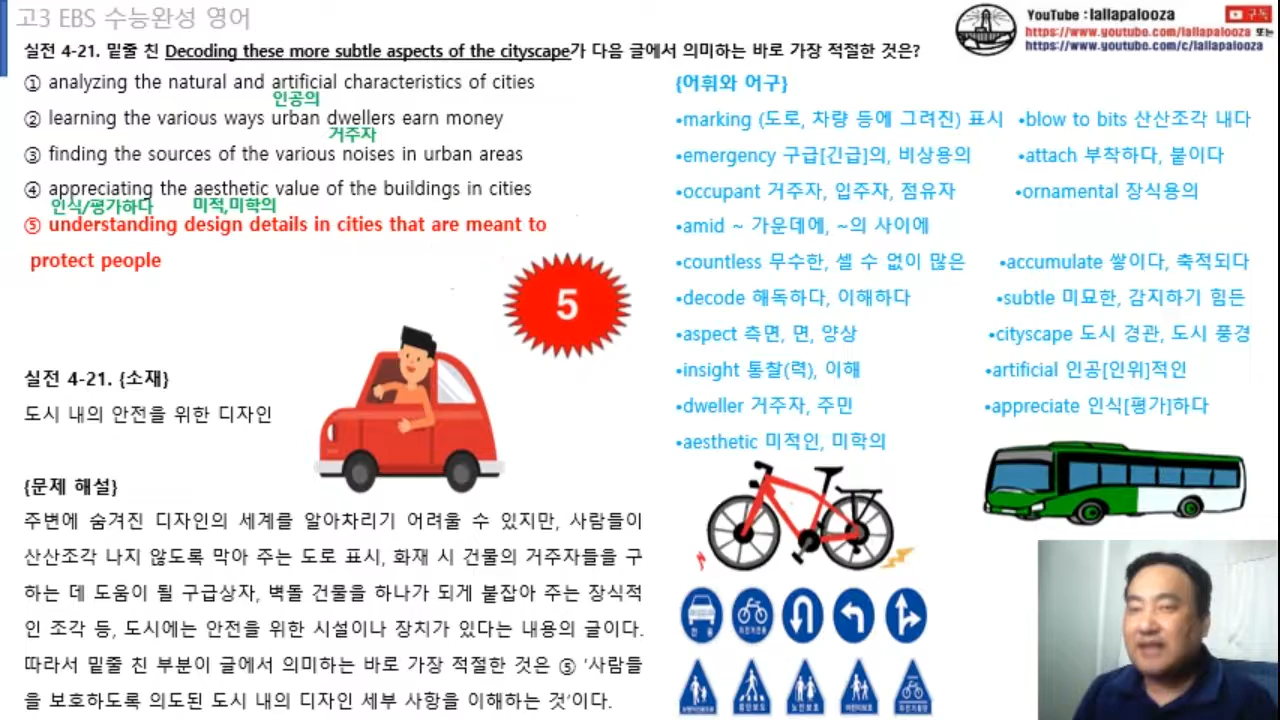 고3 EBS 수능완성 영어
YouTube : lallapalooza
구독
https://www.youtube.com/lallapalooza 또는
https://www.youtube.com/c/lallapalooza
실전 4-21. 밑줄 친 Decoding these more subtle aspects of the cityscape가 다음 글에서 의미하는 바로 가장 적절한 것은?
① analyzing the natural and artificial characteristics of cities
인공의
② learning the various ways urban dwellers earn money
거주자
③ finding the sources of the various noises in urban areas
④ appreciating the aesthetic value of the buildings in cities
인식/평가하다 미적,미학의
⑤ understanding design details in cities that are meant to
protect people
5
실전 4-21. {소재}
도시 내의 안전을 위한 디자인
{문제 해설}
주변에 숨겨진 디자인의 세계를 알아차리기 어려울 수 있지만, 사람들이
산산조각 나지 않도록 막아 주는 도로 표시, 화재 시 건물의 거주자들을 구
하는 데 도움이 될 구급상자, 벽돌 건물을 하나가 되게 붙잡아 주는 장식적
인 조각 등, 도시에는 안전을 위한 시설이나 장치가 있다는 내용의 글이다.
따라서 밑줄 친 부분이 글에서 의미하는 바로 가장 적절한 것은 ⑤ ‘사람들
을 보호하도록 의도된 도시 내의 디자인 세부 사항을 이해하는 것’이다.
{어휘와 어구}
•marking (도로, 차량 등에 그려진) 표시 •blow to bits 산산조각 내다
•emergency 구급[긴급]의, 비상용의 •attach 부착하다, 붙이다
•occupant 거주자, 입주자, 점유자 •ornamental 장식용의
•amid ~ 가운데에, ~의 사이에
•countless 무수한, 셀 수 없이 많은 •accumulate 쌓이다, 축적되다
•decode 해독하다, 이해하다 •subtle 미묘한, 감지하기 힘든
•aspect 측면, 면, 양상 •cityscape 도시 경관, 도시 풍경
•insight 통찰(력), 이해 •artificial 인공[인위]적인
•dweller 거주자, 주민 •appreciate 인식[평가]하다
•aesthetic 미적인, 미학의